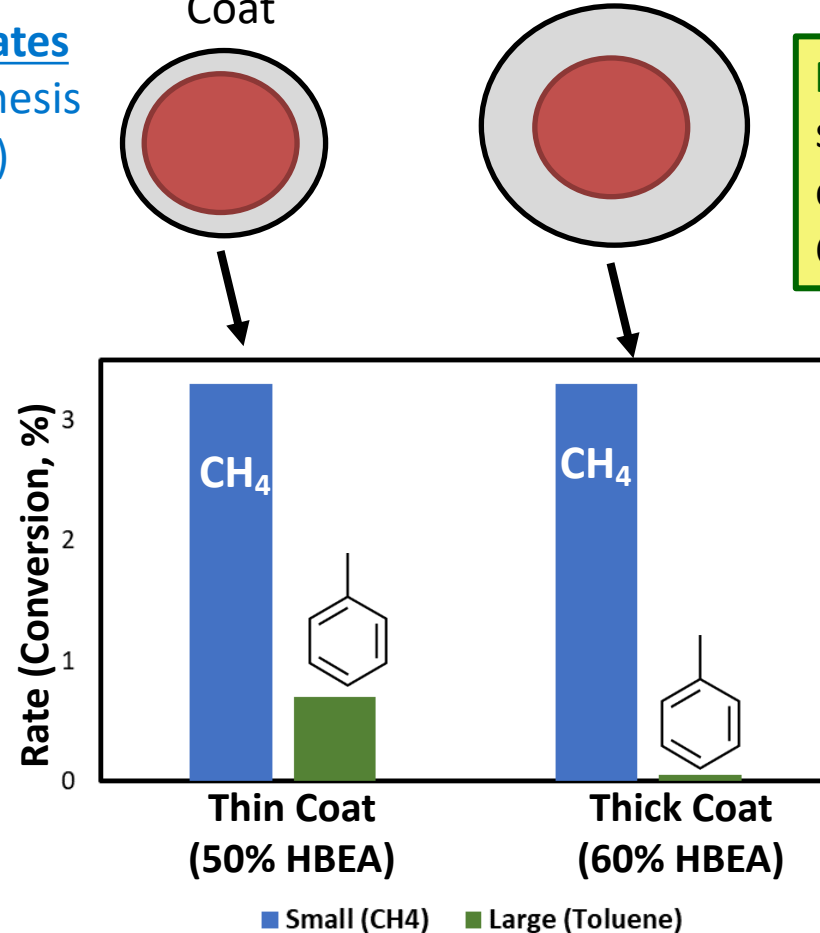 Coat
ates
nesis
)
Rate (Conversion, %)
3
2
1
0
CH₄
CH₄
Thin Coat
(50% HBEA)
Thick Coat
(60% HBEA)
Small (CH4)
Large (Toluene)